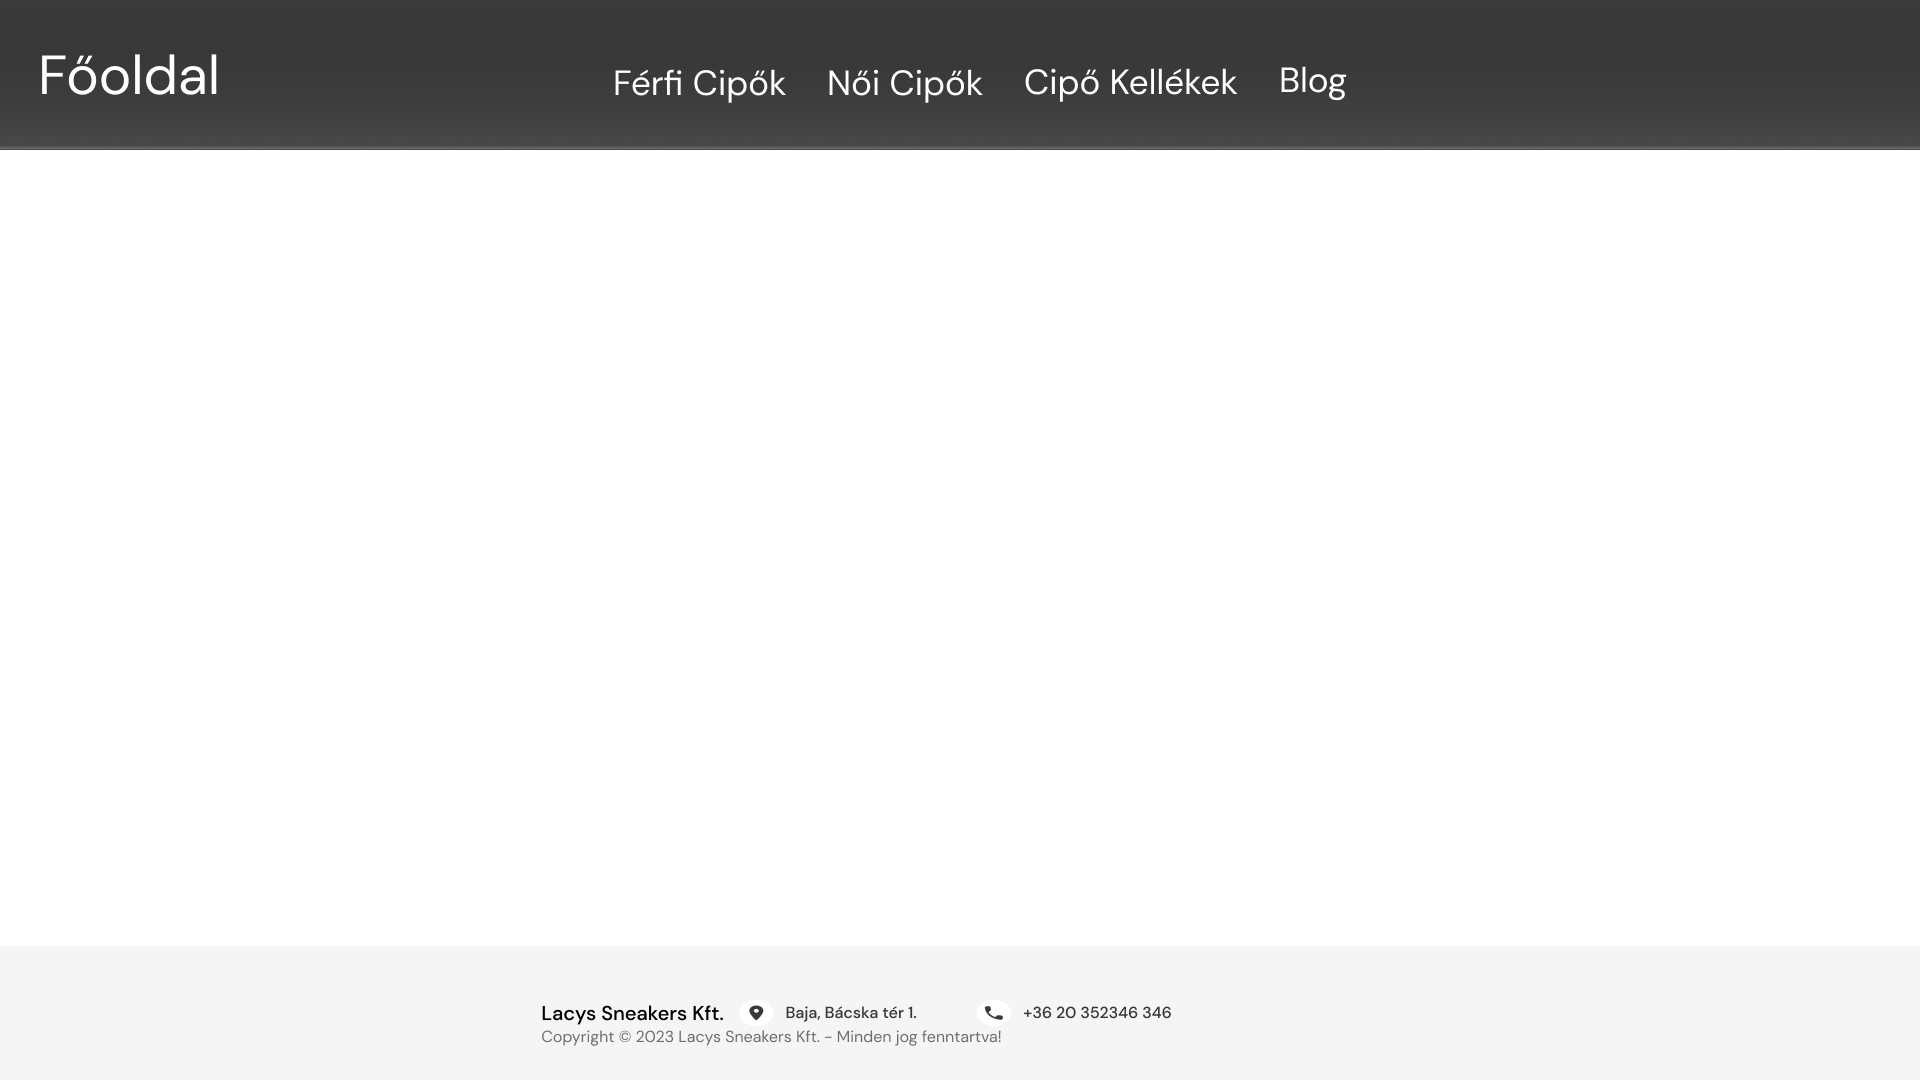 Főoldal
Férfi Cipők Női Cipők Cipő Kellékek Blog
Lacys Sneakers Kft. Baja, Bácska tér 1. +36 20 352346 346
Copyright © 2023 Lacys Sneakers Kft. - Minden jog fenntartva!